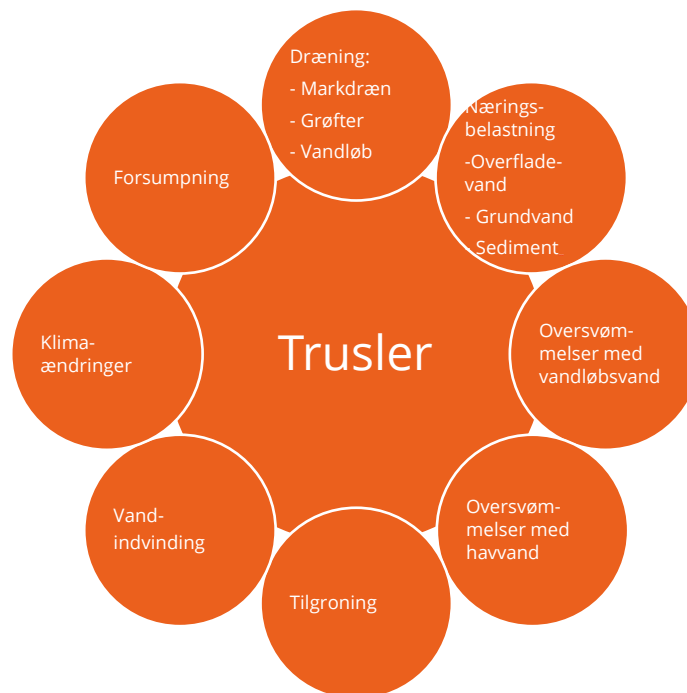 Dræning:
- Markdræn
- Grøfter
- Vandløb
Nærings-
belastning
-Overflade-
vand
- Grundvand
- Sediment
Oversvøm-
melser med
vandløbsvand
Oversvøm-
melser med
havvand
Tilgroning
Vand-
indvinding
Klima-
ændringer
Forsumpning
Trusler